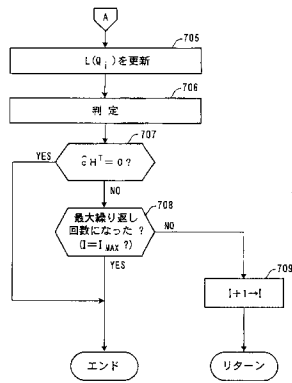 A
705
L(Qi)を更新
706
判定
707
ĉHᵀ=0?
YES
NO
708
最大繰り返し
回数になった?
(I=IMAX?)
NO
YES
709
I+1→I
エンド
リターン